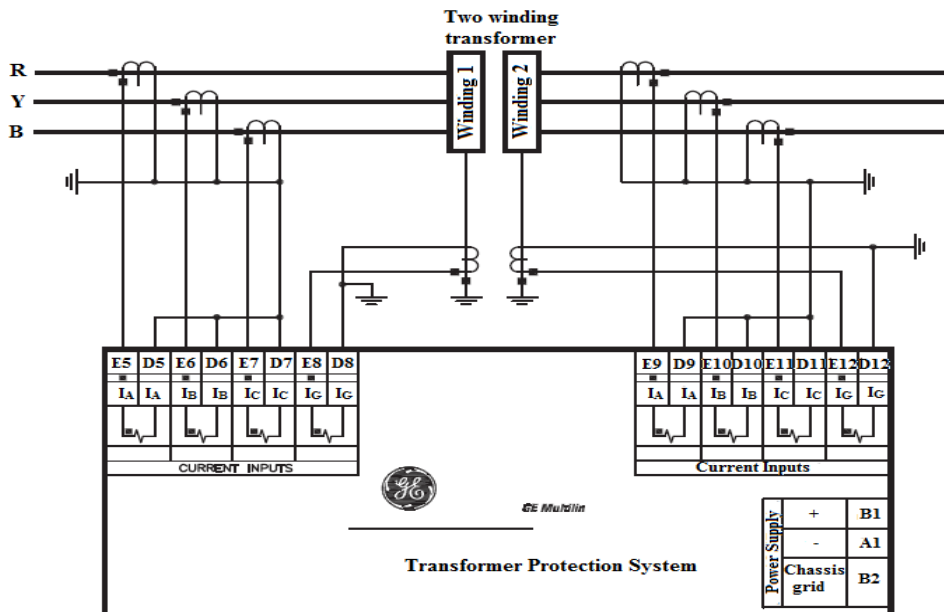 Two winding
transformer
R
Y
B
Winding 1
Winding 2
E5 D5 E6 D6 E7 D7 E8 D8
IA IA IB IB IC IC IG IG
CURRENT INPUTS
E9 D9 E10 D10 E11 D11 E12 D12
IA IA IB IB IC IC IG IG
Current Inputs
GE
GE Multilin
Transformer Protection System
Power Supply
+ B1
- A1
Chassis
grid B2